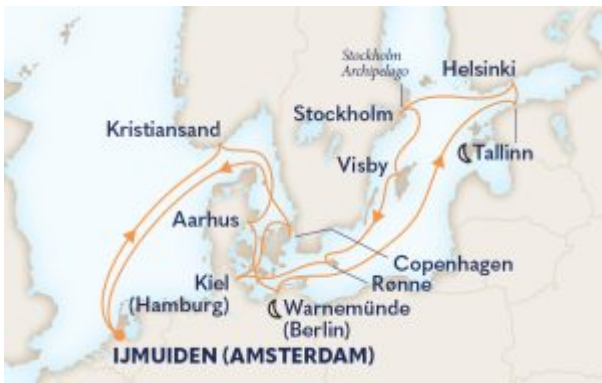 Stockholm
Archipelago
Helsinki
Stockholm
Kristiansand
Tallinn
Visby
Aarhus
Copenhagen
Kiel
(Hamburg)
Rønne
Warnemünde
(Berlin)
IJMUIDEN (AMSTERDAM)